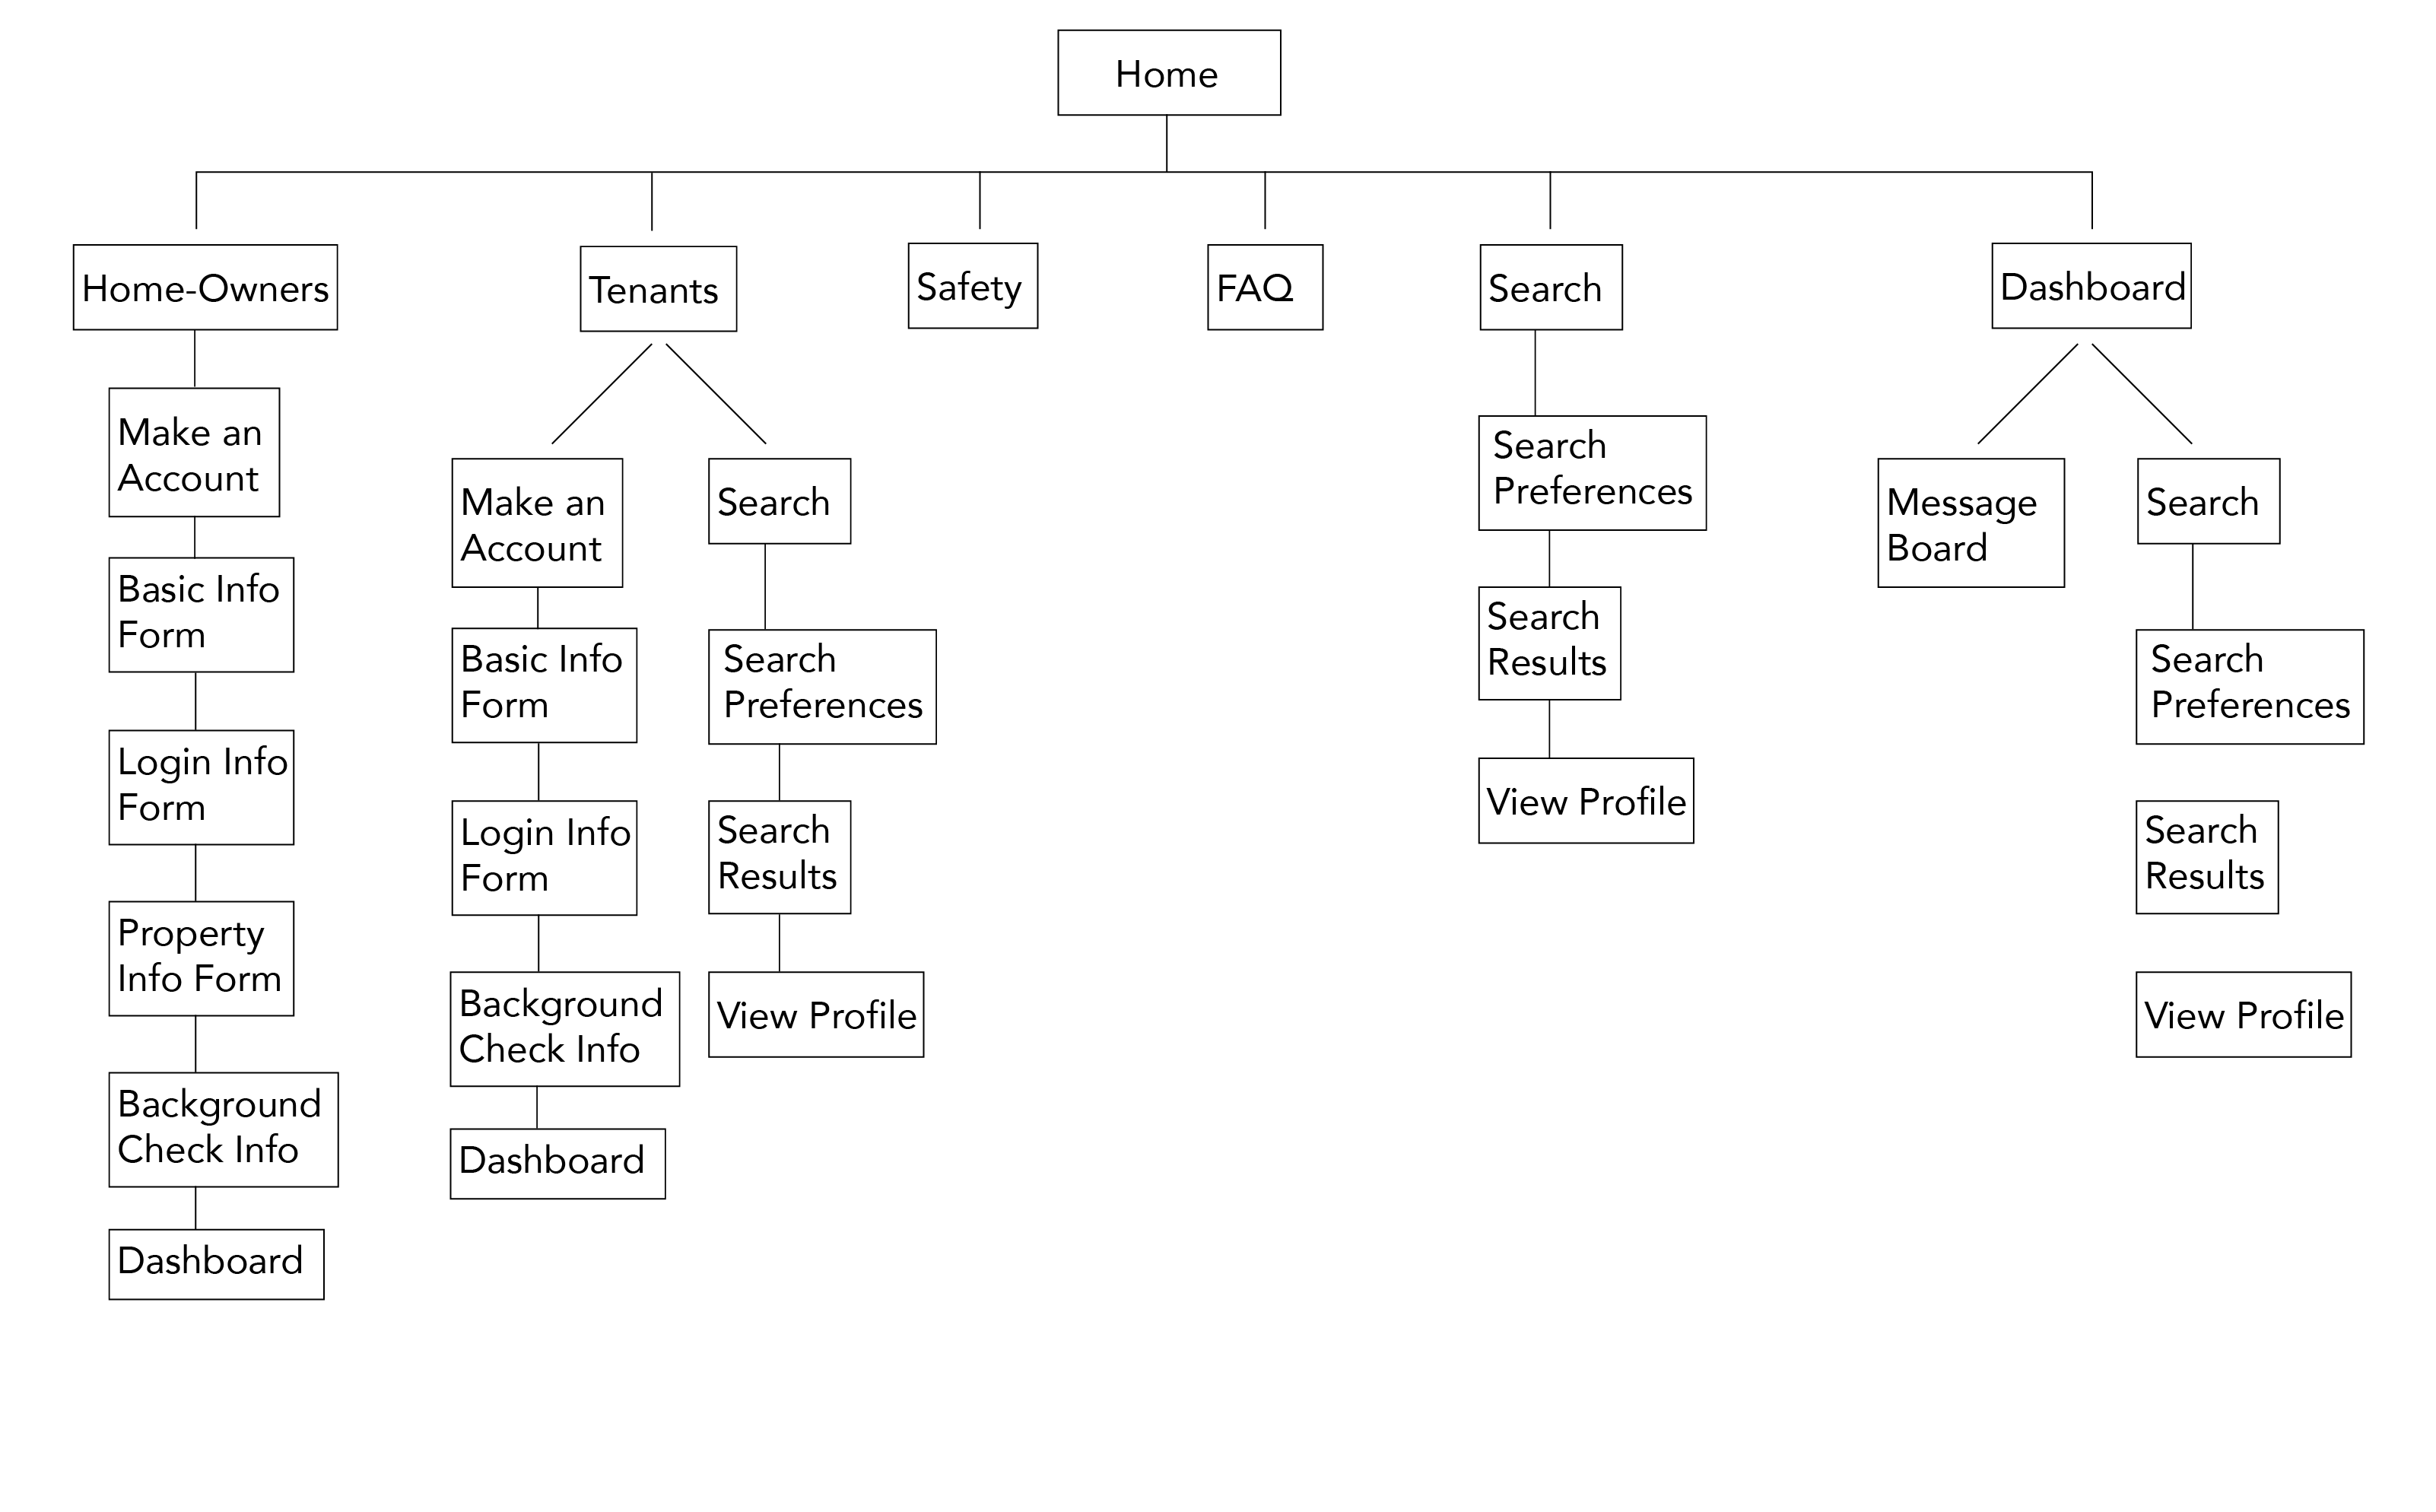 Home
Home-Owners
Tenants
Safety
FAQ
Search
Dashboard
Make an
Account
Basic Info
Form
Login Info
Form
Property
Info Form
Background
Check Info
Dashboard
Make an
Account
Basic Info
Form
Login Info
Form
Background
Check Info
Dashboard
Search
Search
Preferences
Search
Results
View Profile
Search
Preferences
Search
Results
View Profile
Message
Board
Search
Search
Preferences
Search
Results
View Profile